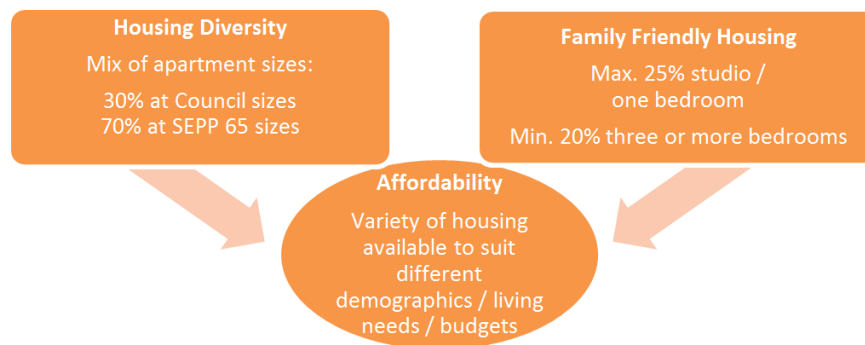 Housing Diversity
Mix of apartment sizes:
30% at Council sizes
70% at SEPP 65 sizes
Family Friendly Housing
Max. 25% studio /
one bedroom
Min. 20% three or more bedrooms
Affordability
Variety of housing
available to suit
different
demographics / living
needs / budgets